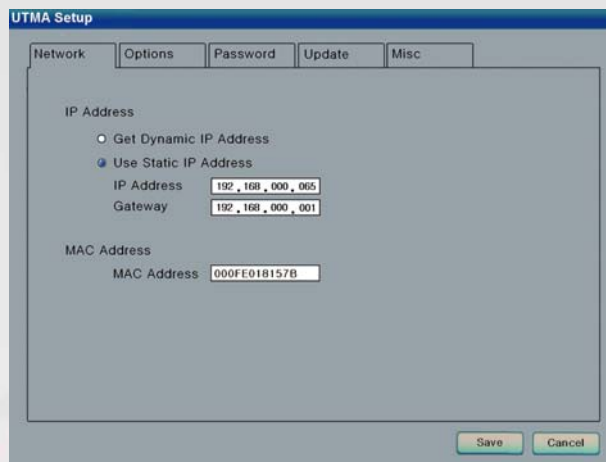 UTMA Setup
Network Options Password Update Misc
IP Address
Get Dynamic IP Address
Use Static IP Address
IP Address 192 . 168 . 000 . 065
Gateway 192 . 168 . 000 . 001
MAC Address
MAC Address 000FE018157B
Save Cancel